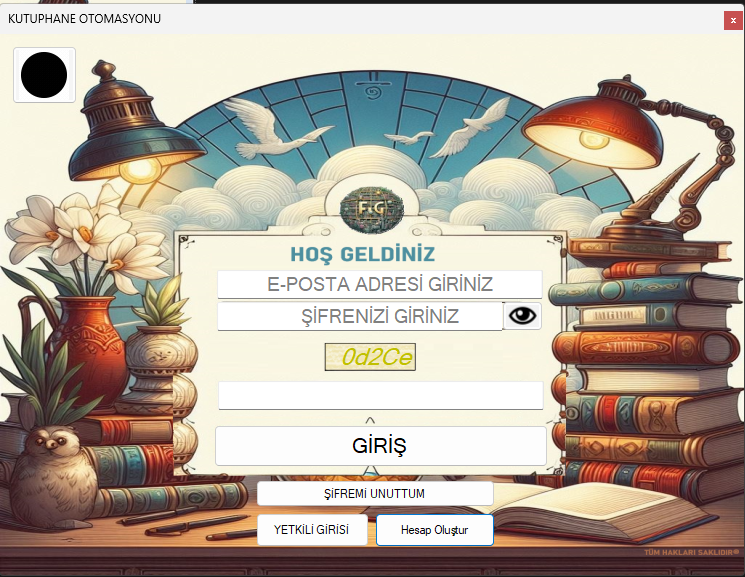 KUTUPHANE OTOMASYONU
x
F&G
HOŞ GELDİNİZ
E-POSTA ADRESİ GİRİNİZ
ŞİFRENİZİ GİRİNİZ
0d2Ce
GİRİŞ
ŞİFREMİ UNUTTUM
YETKİLİ GİRİSİ
Hesap Oluştur
TÜM HAKLARI SAKLIDIR®